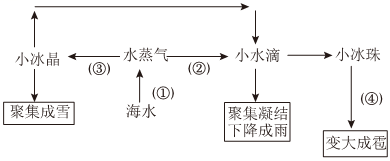 小冰晶
水蒸气
小水滴
小冰珠
③
②
①
④
聚集成雪
海水
聚集凝结
下降成雨
变大成雹